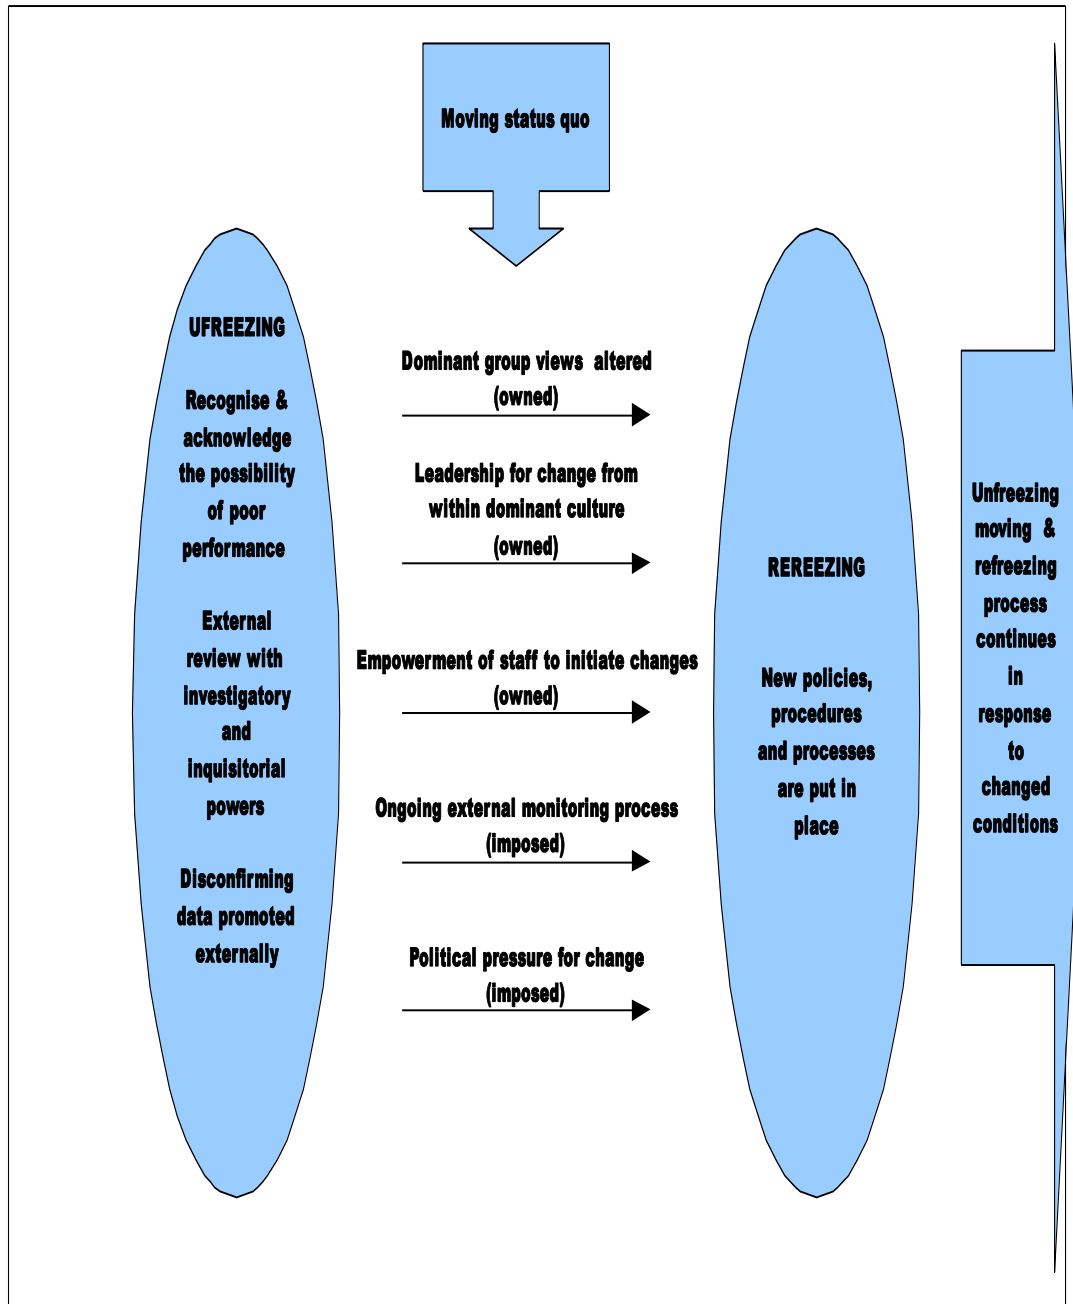 Moving status quo
UFREEZING
Recognise &
acknowledge
the possibility
of poor
performance
External
review with
investigatory
and
inquisitorial
powers
Disconfirming
data promoted
externally
Dominant group views altered
(owned)
Leadership for change from
within dominant culture
(owned)
Empowerment of staff to initiate changes
(owned)
Ongoing external monitoring process
(imposed)
Political pressure for change
(imposed)
REREEZING
New policies,
procedures
and processes
are put in
place
Unfreezing
moving &
refreezing
process
continues
in
response
to
changed
conditions